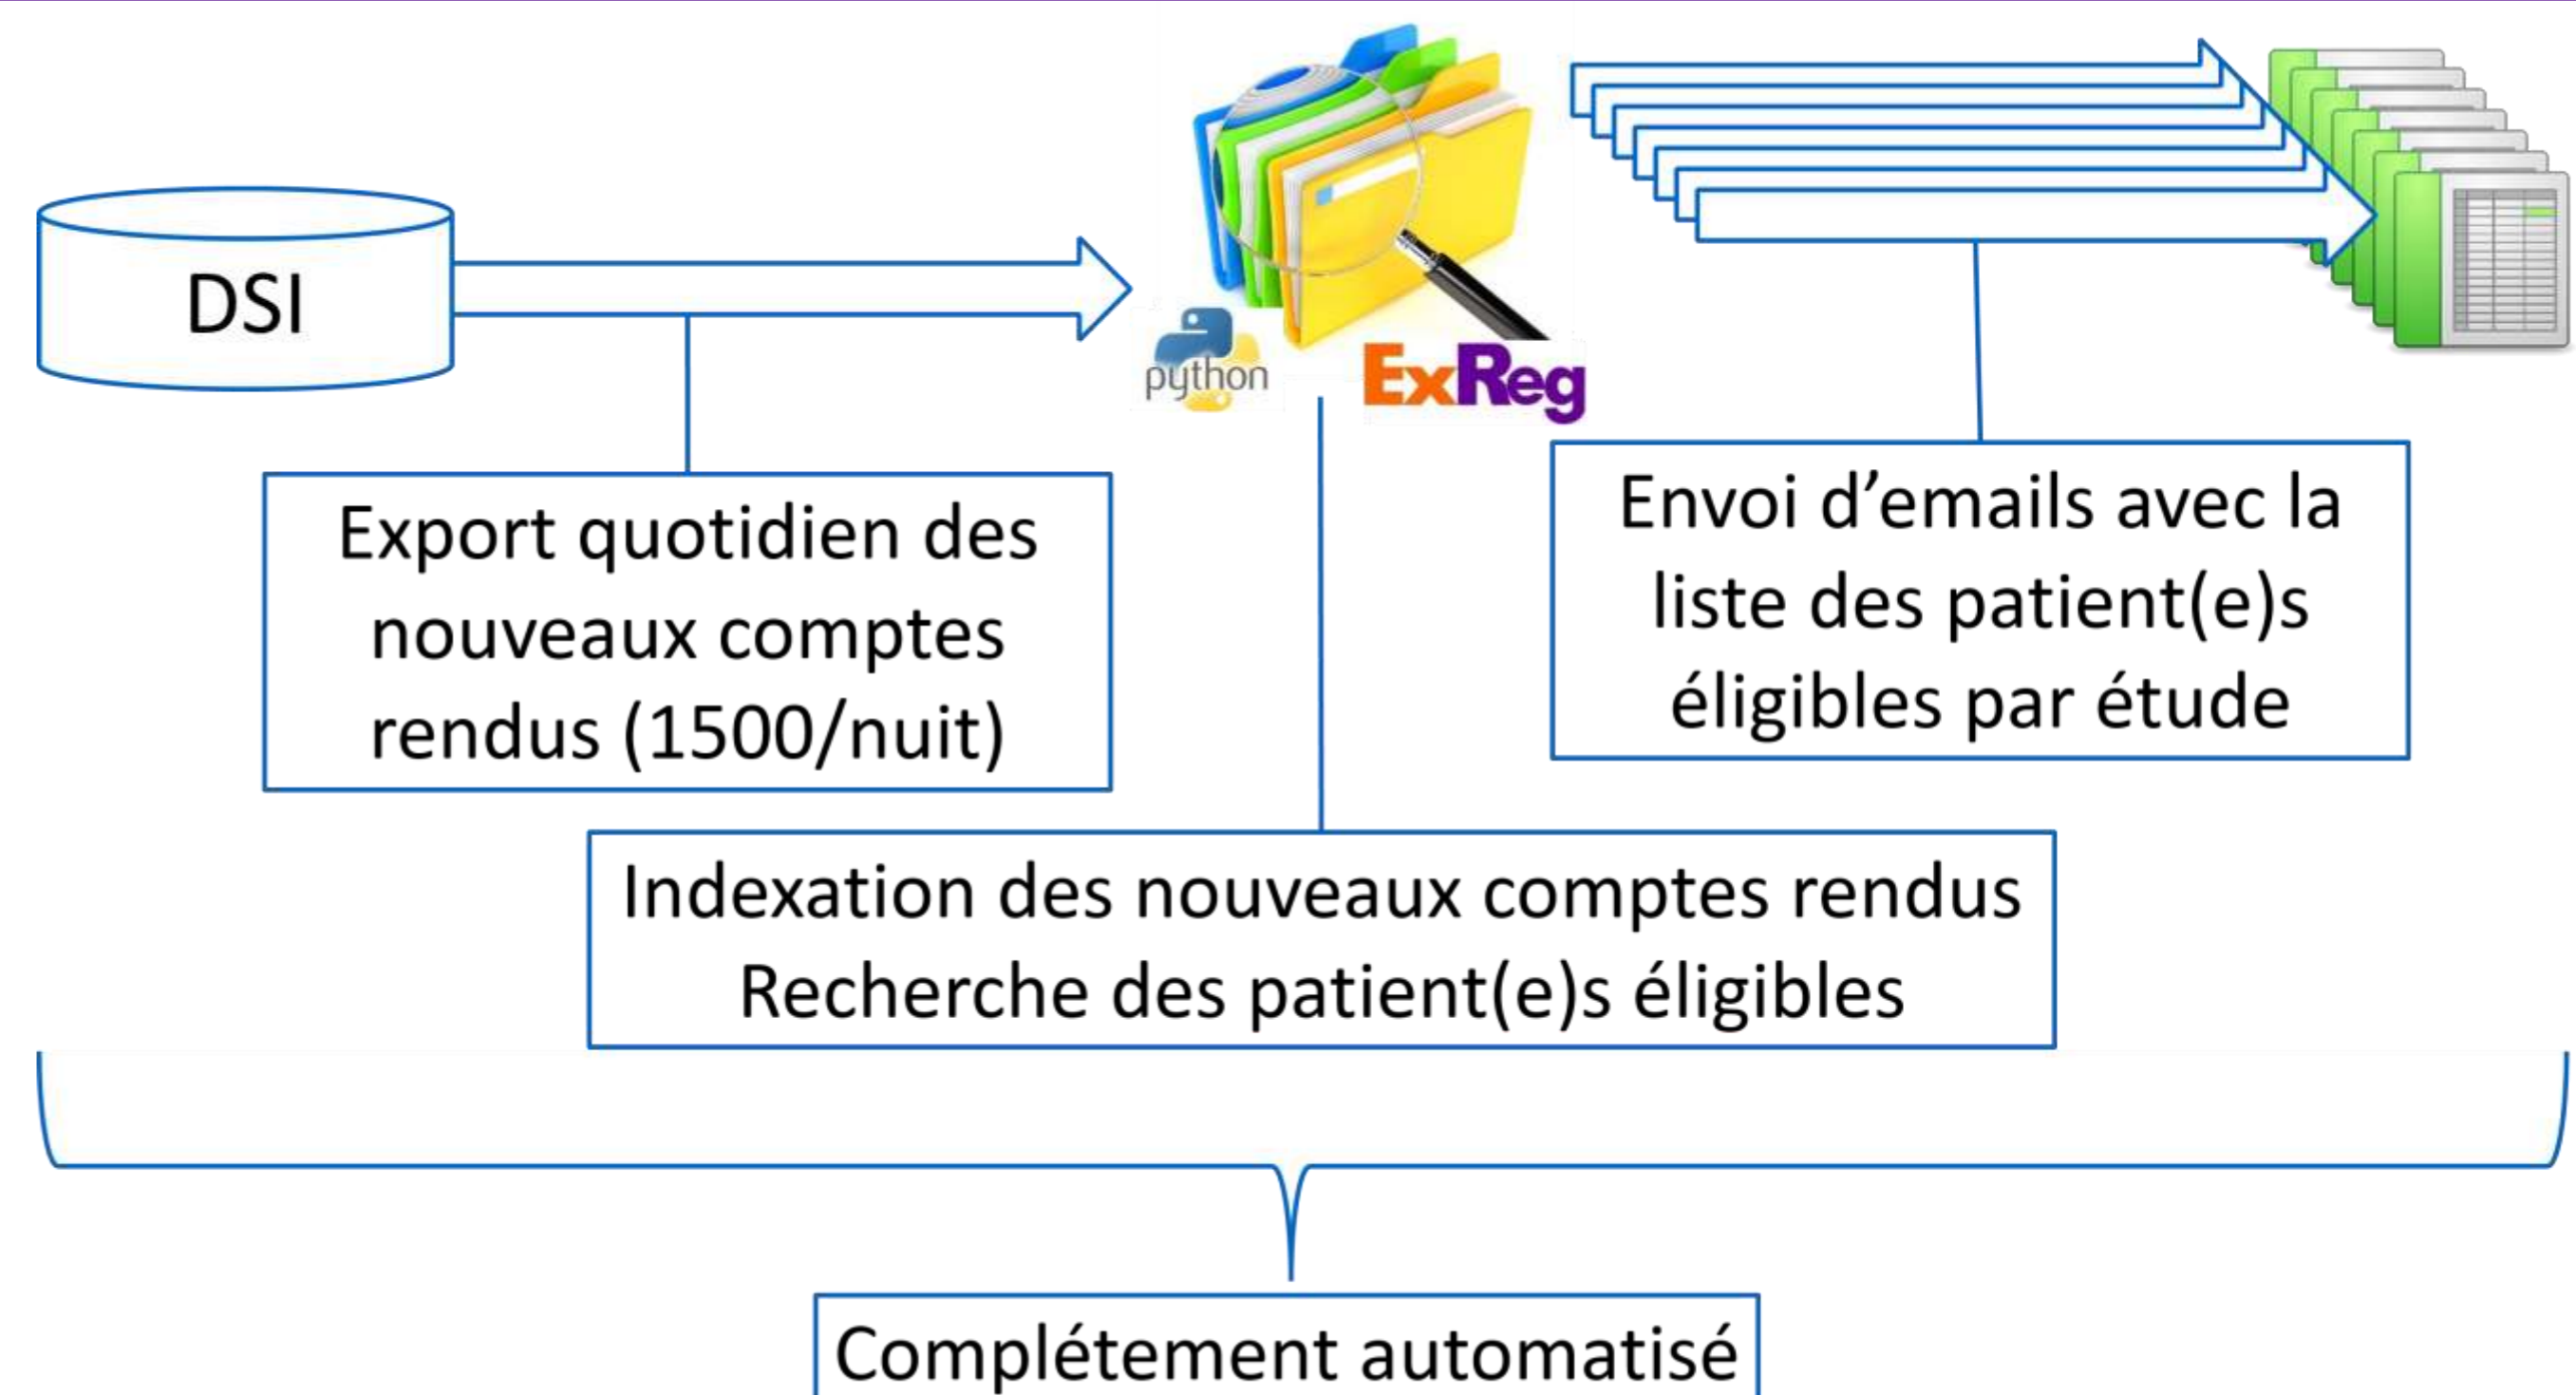 DSI
python
ExReg
Export quotidien des
nouveaux comptes
rendus (1500/nuit)
Envoi d’emails avec la
liste des patient(e)s
éligibles par étude
Indexation des nouveaux comptes rendus
Recherche des patient(e)s éligibles
Complétement automatisé